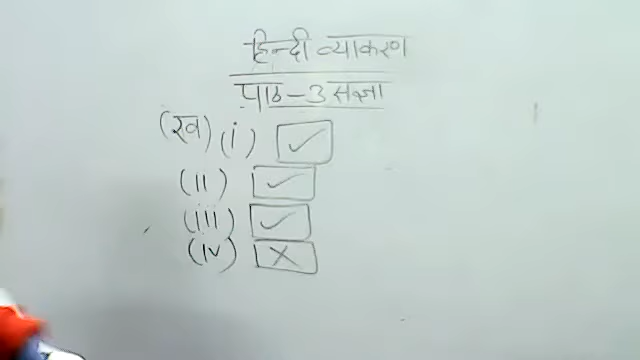 हिन्दी व्याकरण
पाठ-3 संज्ञा
(ख) (i) ✓
(ii) ✓
(iii) ✓
(iv) ✗